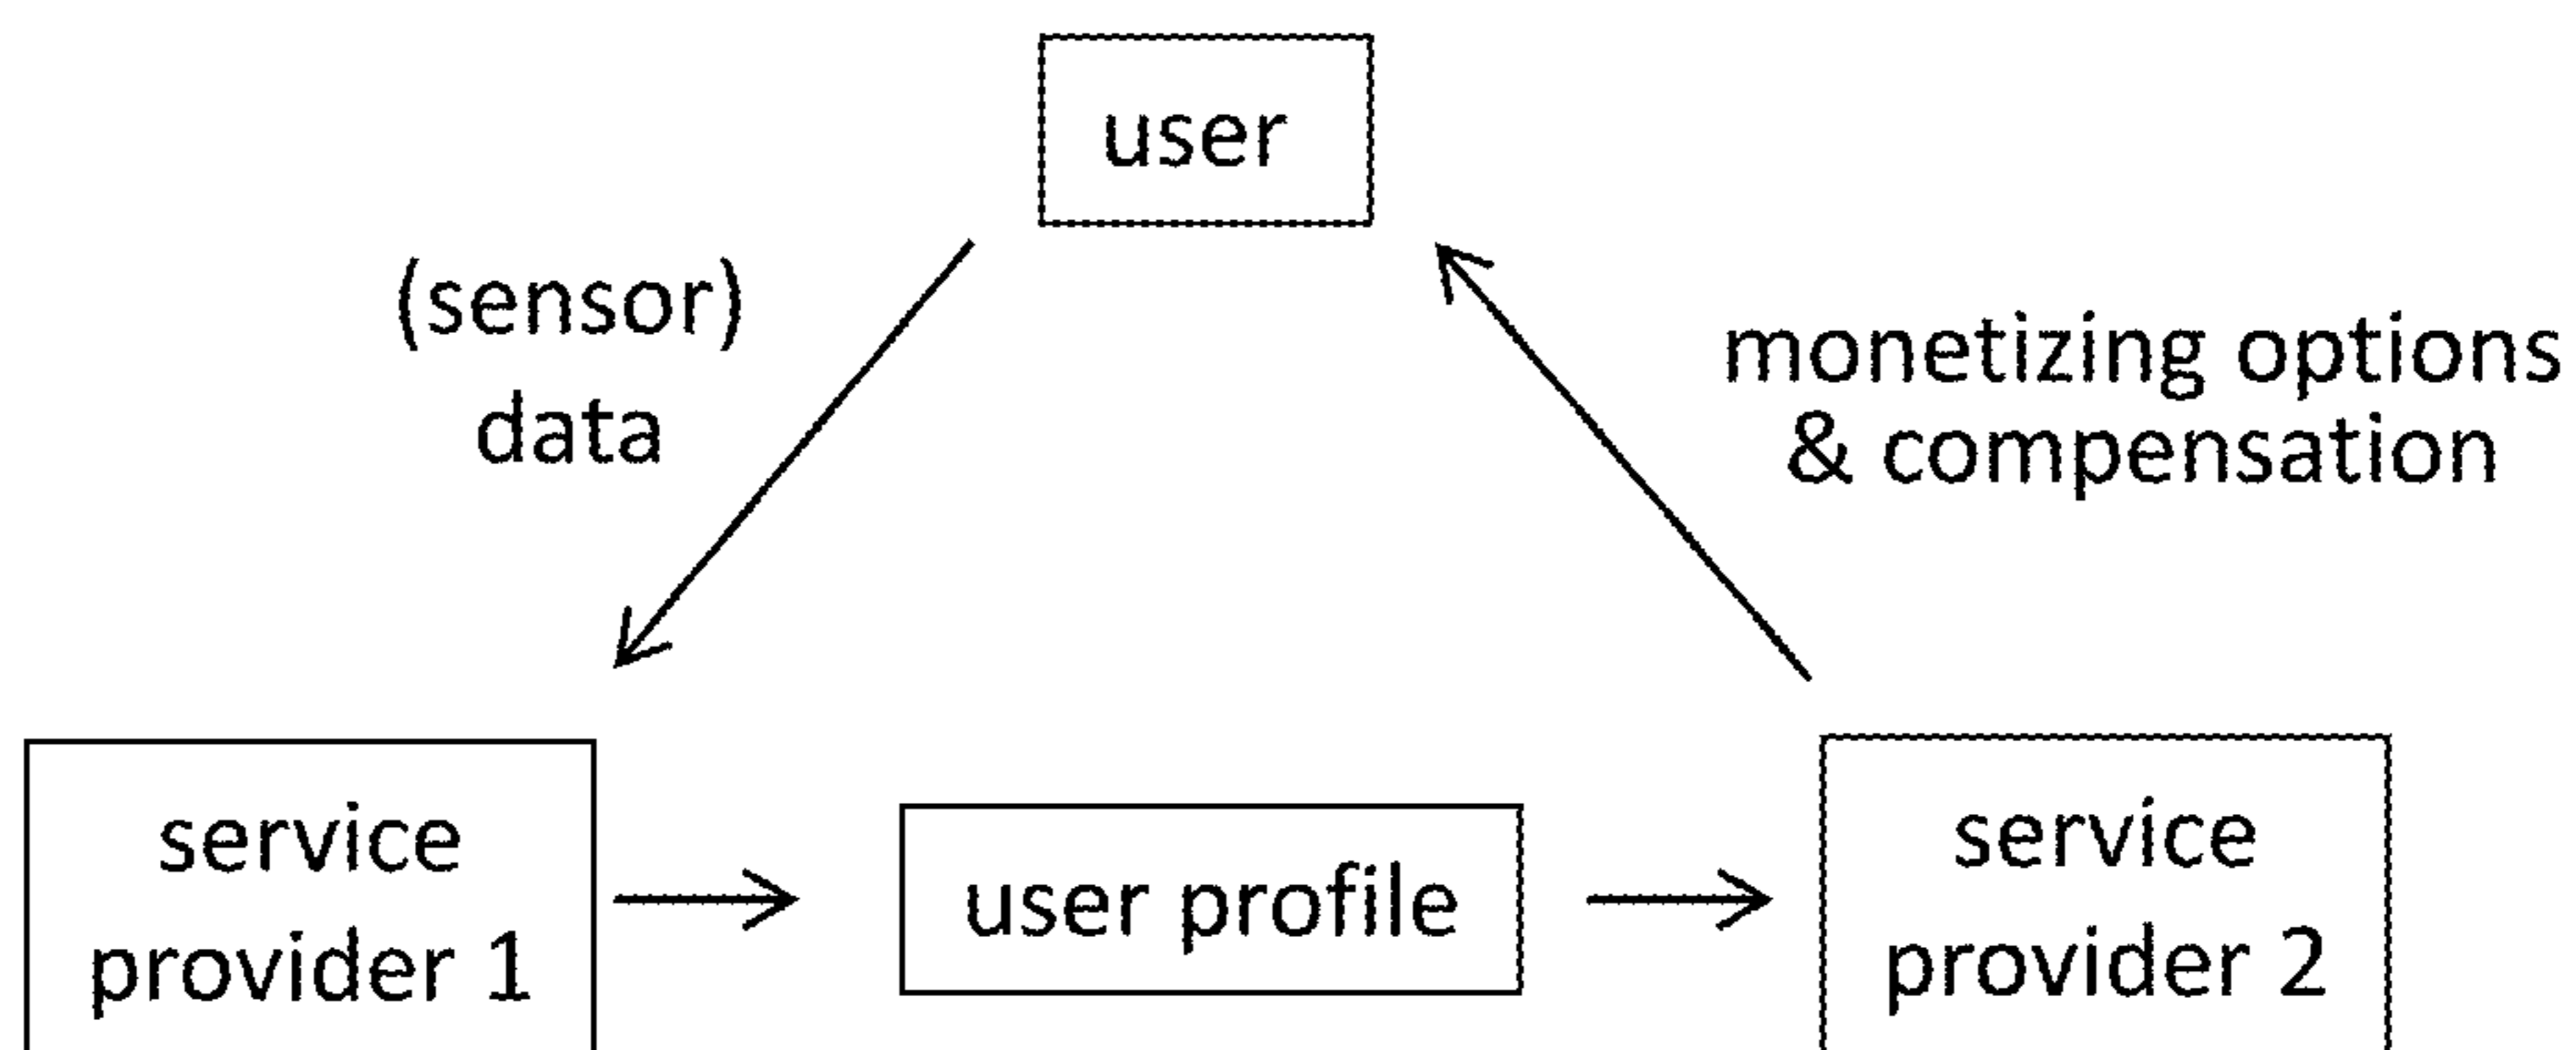 user
(sensor)
data
monetizing options
& compensation
service
provider 1
user profile
service
provider 2